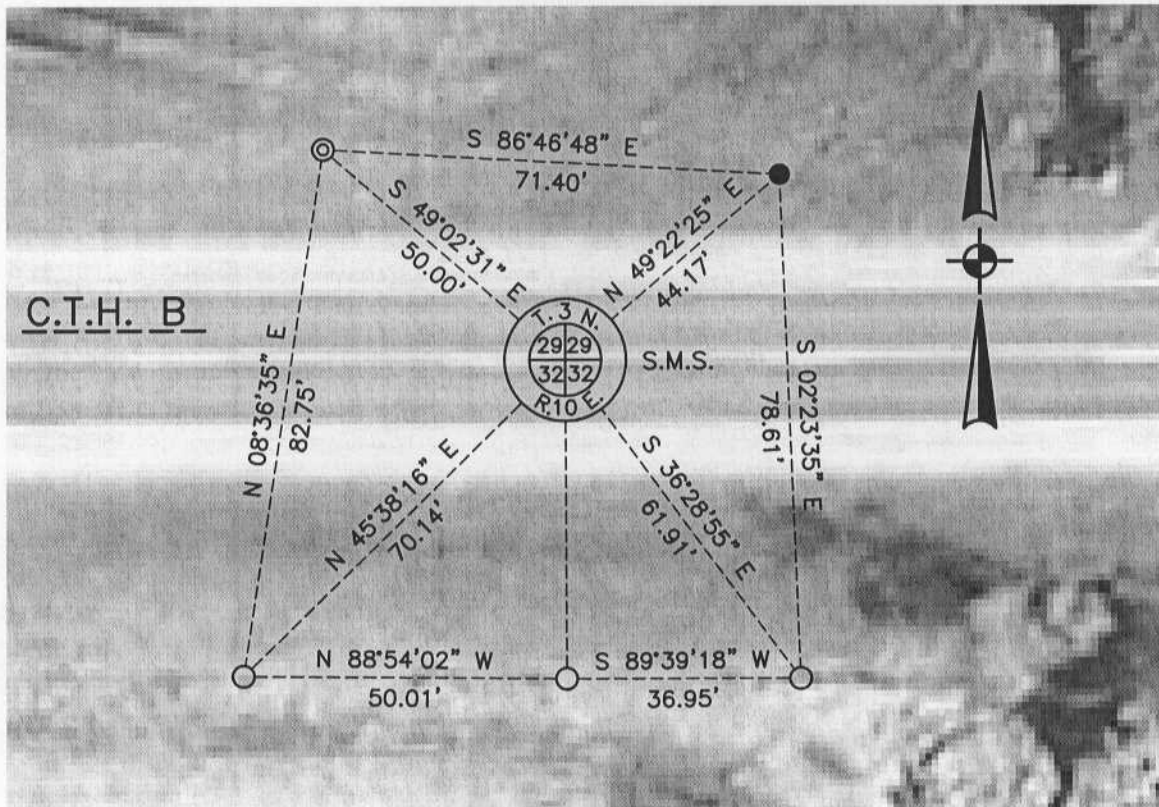 S 86°46'48" E
71.40'
S 49°02'31" E
50.00'
N 49°22'25" E
44.17'
C.T.H. B
T. 3 N.
29 29
32 32
R.10 E.
S.M.S.
N 08°36'35" E
82.75'
S 02°23'35" E
78.61'
N 45°38'16" E
70.14'
S 36°28'55" E
61.91'
N 88°54'02" W
50.01'
S 89°39'18" W
36.95'